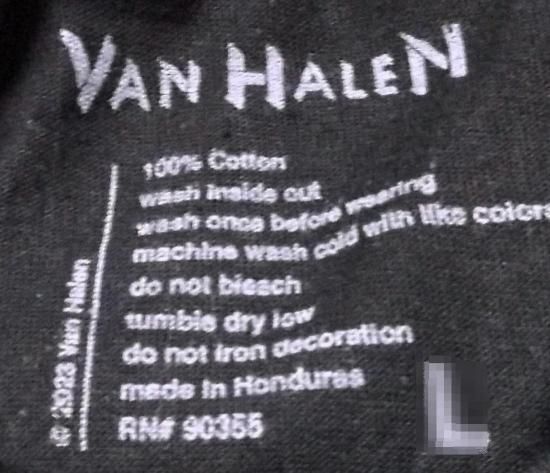 VAN HALEN
100% Cotton
wash inside out
wash once before wearing
machine wash cold with like colors
do not bleach
tumble dry low
do not iron decoration
made in Honduras
RN# 90355
L
© 2023 Van Halen